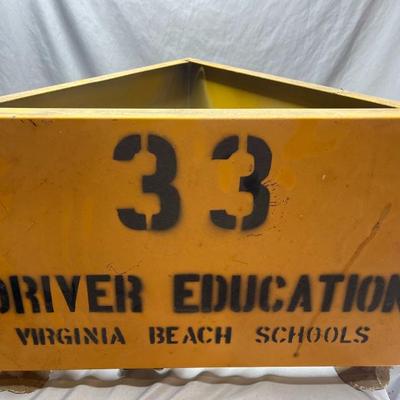 33
DRIVER EDUCATION
VIRGINIA BEACH SCHOOLS